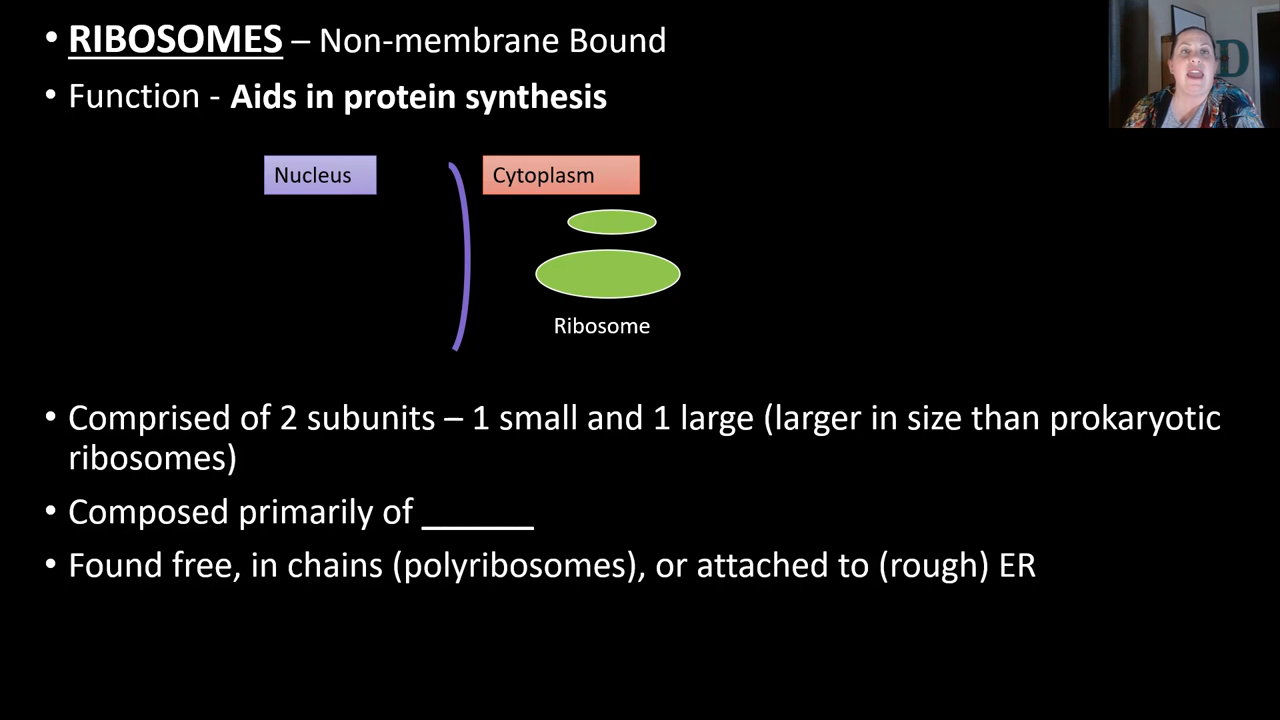 • RIBOSOMES – Non-membrane Bound
• Function - Aids in protein synthesis
Nucleus
Cytoplasm
Ribosome
• Comprised of 2 subunits – 1 small and 1 large (larger in size than prokaryotic
ribosomes)
• Composed primarily of ______
• Found free, in chains (polyribosomes), or attached to (rough) ER
D